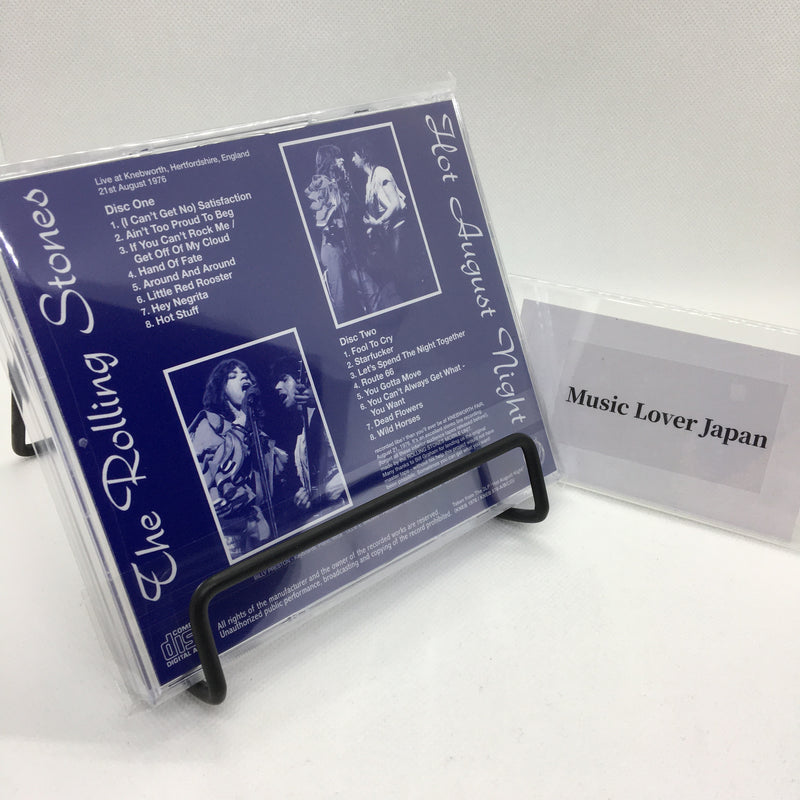 The Rolling Stones
Live at Knebworth, Hertfordshire, England
21st August 1976
Disc One
1. (I Can't Get No) Satisfaction
2. Ain't Too Proud To Beg
3. If You Can't Rock Me /
Get Off Of My Cloud
4. Hand Of Fate
5. Around And Around
6. Little Red Rooster
7. Hey Negrita
8. Hot Stuff
Hot August Night
Disc Two
1. Fool To Cry
2. Starfucker
3. Let's Spend The Night Together
4. Route 66
5. You Gotta Move
6. You Can't Always Get What -
You Want
7. Dead Flowers
8. Wild Horses
All rights of the manufacturer and the owner of the recorded works are reserved
Unauthorized public performance, broadcasting and copying of the record prohibited.
Music Lover Japan